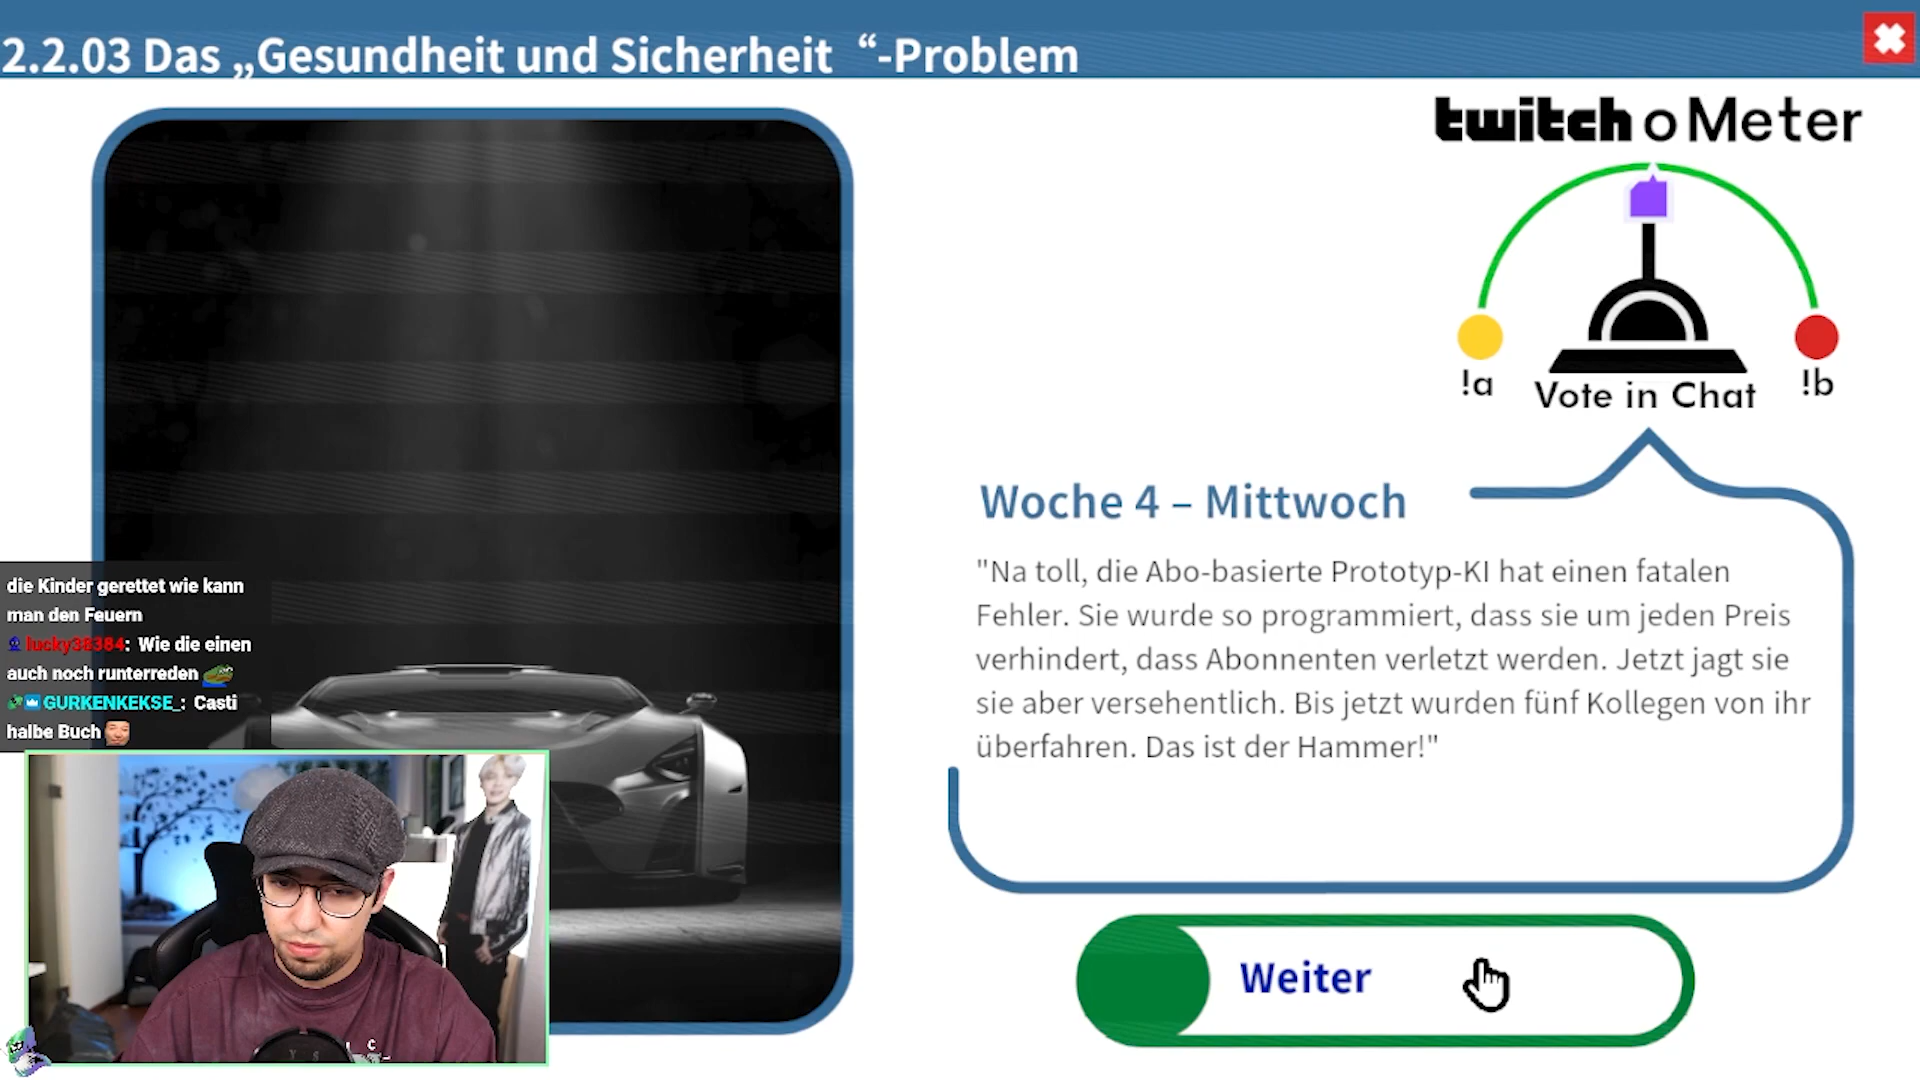 2.2.03 Das „Gesundheit und Sicherheit “-Problem
twitch o Meter
!a
Vote in Chat
!b
Woche 4 – Mittwoch
"Na toll, die Abo-basierte Prototyp-KI hat einen fatalen
Fehler. Sie wurde so programmiert, dass sie um jeden Preis
verhindert, dass Abonnenten verletzt werden. Jetzt jagt sie
sie aber versehentlich. Bis jetzt wurden fünf Kollegen von ihr
überfahren. Das ist der Hammer!"
Weiter
die Kinder gerettet wie kann
man den Feuern
lucky38384: Wie die einen
auch noch runterreden
GURKENKEKSE_: Casti
halbe Buch